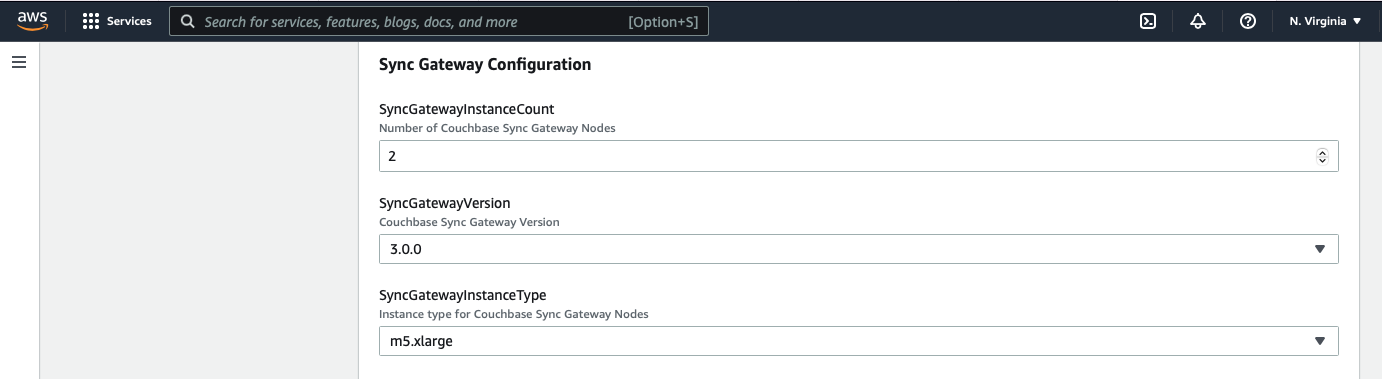 aws Services Search for services, features, blogs, docs, and more [Option+S] N. Virginia
Sync Gateway Configuration
SyncGatewayInstanceCount
Number of Couchbase Sync Gateway Nodes
2
SyncGatewayVersion
Couchbase Sync Gateway Version
3.0.0
SyncGatewayInstanceType
Instance type for Couchbase Sync Gateway Nodes
m5.xlarge